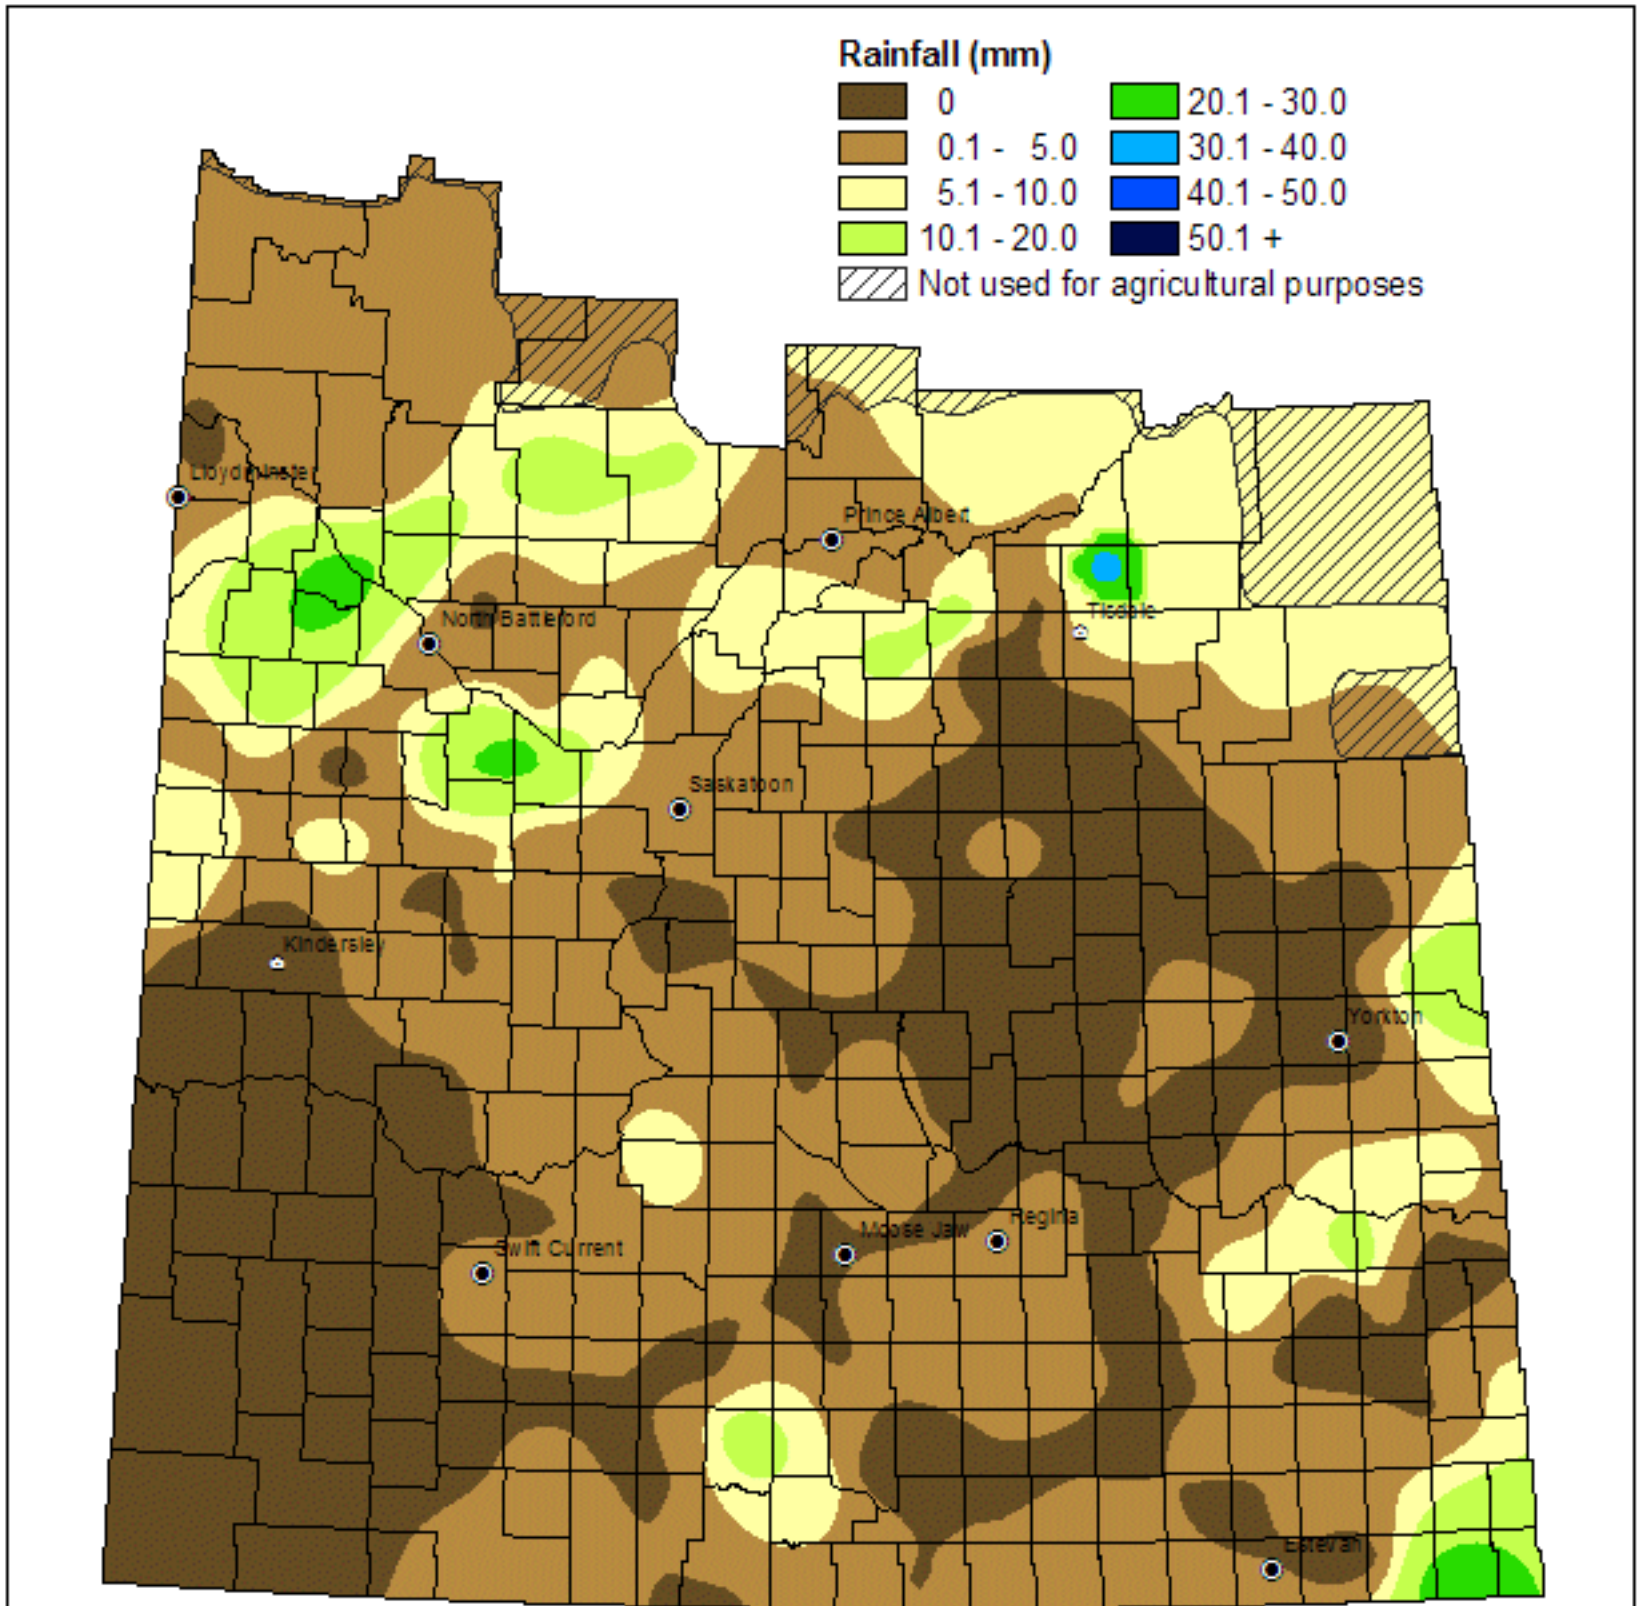 Rainfall (mm)
0
0.1 - 5.0
5.1 - 10.0
10.1 - 20.0
20.1 - 30.0
30.1 - 40.0
40.1 - 50.0
50.1 +
Not used for agricultural purposes
Lloydminster
Prince Albert
North Battleford
Tisdale
Saskatoon
Kindersley
Yorkton
Moose Jaw
Regina
Swift Current
Estevan